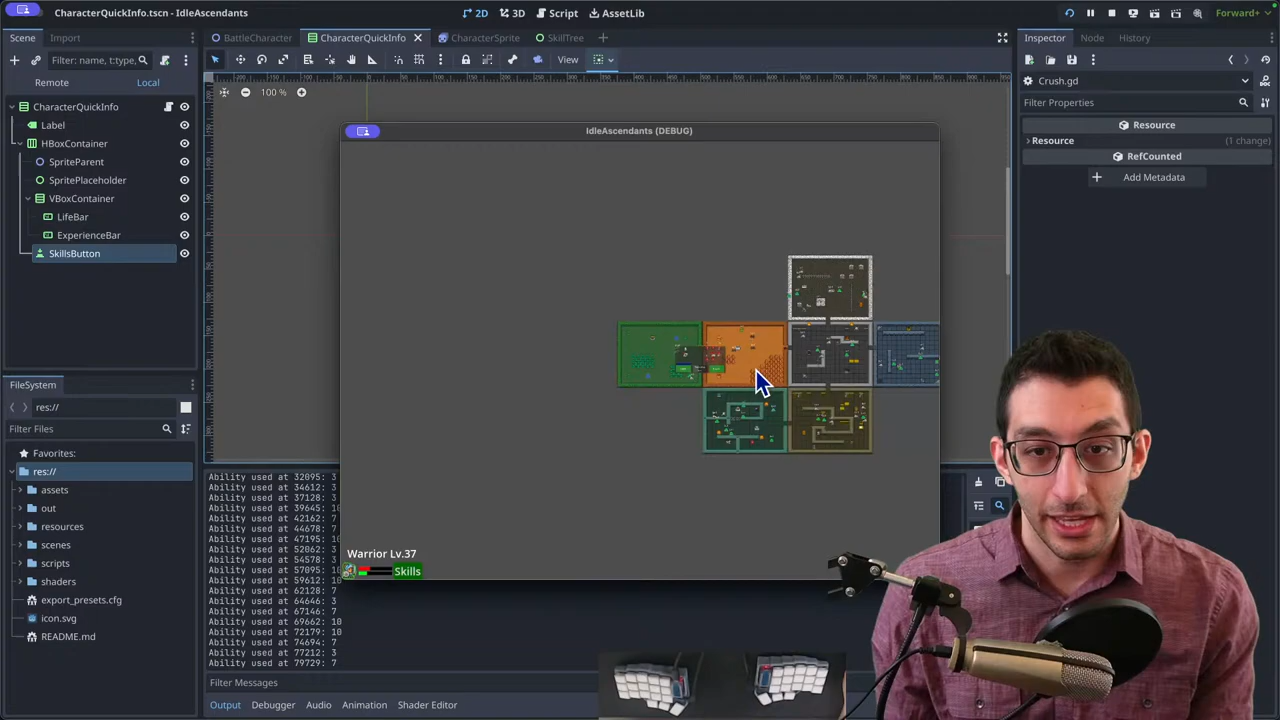 CharacterQuickInfo.tscn - IdleAscendants
2D
3D
Script
AssetLib
Forward+
Scene
Import
BattleCharacter
CharacterQuickInfo
CharacterSprite
SkillTree
Inspector
Node
History
Filter: name, t:type,
View
Crush.gd
Remote
Local
100 %
Filter Properties
CharacterQuickInfo
Label
HBoxContainer
SpriteParent
SpritePlaceholder
VBoxContainer
LifeBar
ExperienceBar
SkillsButton
IdleAscendants (DEBUG)
Resource
Resource
(1 change)
RefCounted
Add Metadata
FileSystem
res://
Filter Files
Favorites:
res://
assets
out
resources
scenes
scripts
shaders
export_presets.cfg
icon.svg
README.md
Warrior Lv.37
Skills
Ability used at 32095: 3
Ability used at 34612: 3
Ability used at 37128: 3
Ability used at 39645: 10
Ability used at 42162: 7
Ability used at 44678: 7
Ability used at 47195: 10
Ability used at 52062: 3
Ability used at 54578: 3
Ability used at 57095: 10
Ability used at 59612: 10
Ability used at 62128: 7
Ability used at 64646: 3
Ability used at 67146: 7
Ability used at 69662: 10
Ability used at 72179: 10
Ability used at 74694: 7
Ability used at 77212: 3
Ability used at 79729: 7
Filter Messages
Output
Debugger
Audio
Animation
Shader Editor